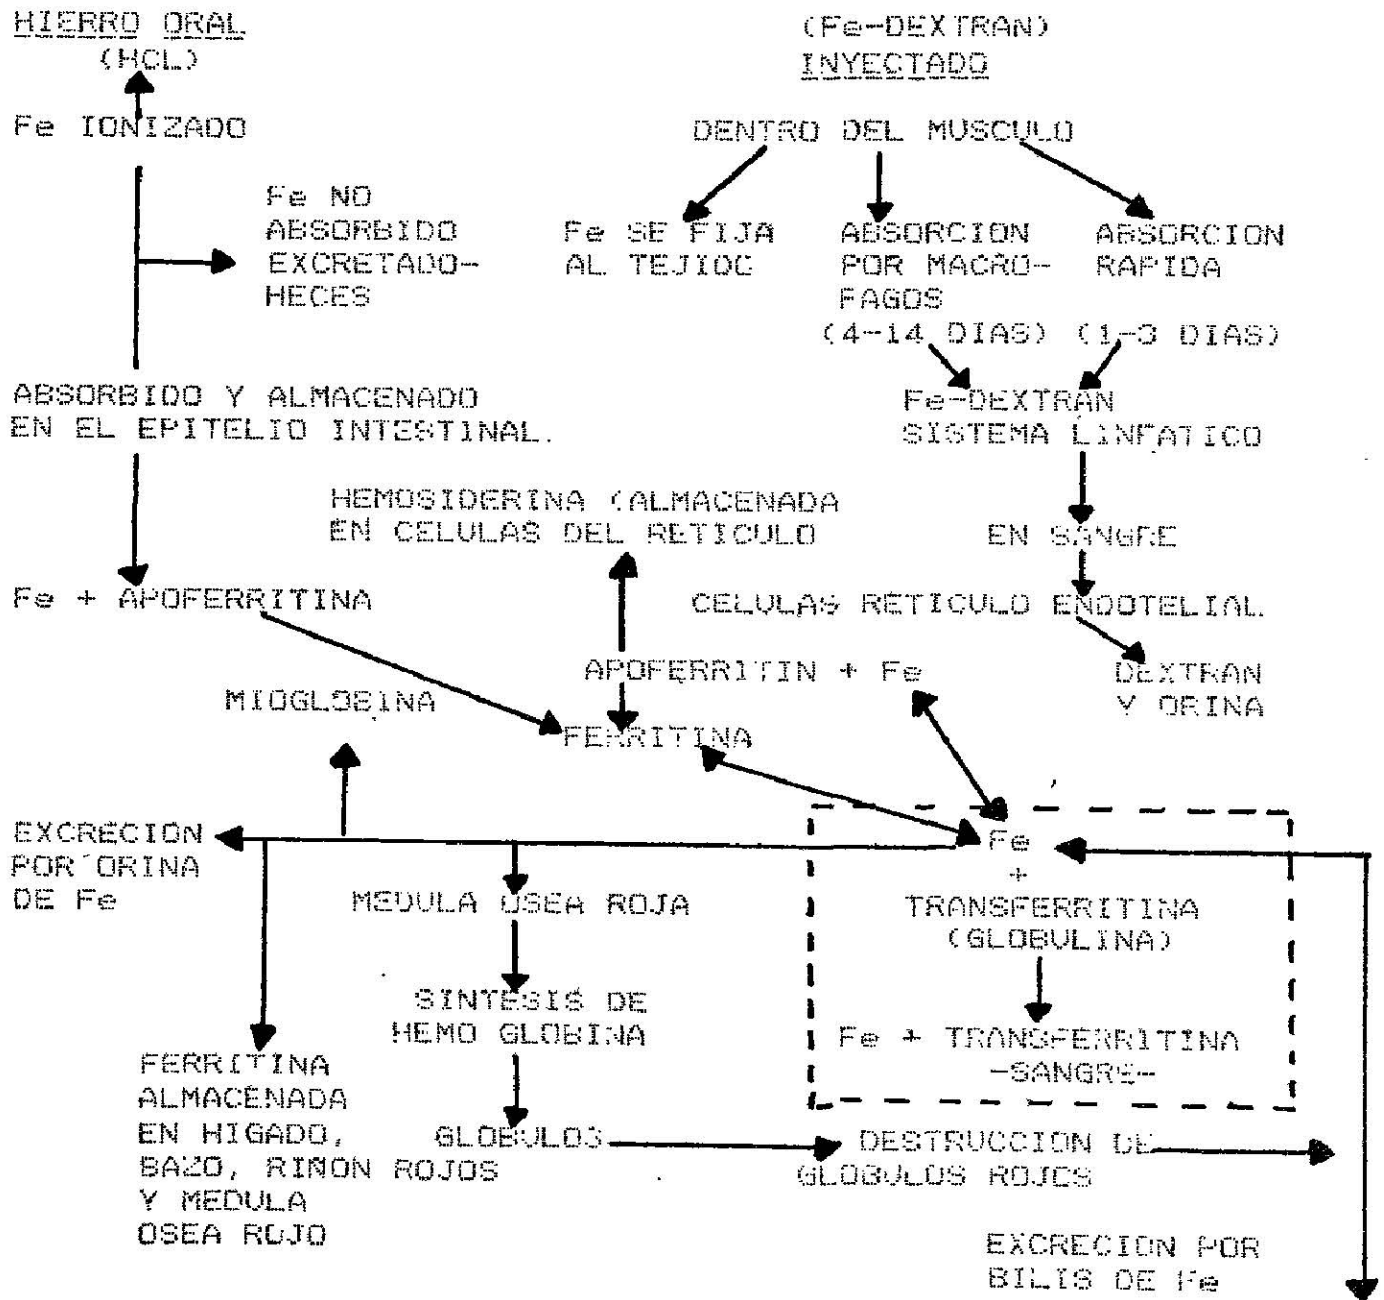 HIERRO ORAL
(HCL)
Fe IONIZADO
Fe NO
ABSORBIDO
EXCRETADO-
HECES
ABSORBIDO Y ALMACENADO
EN EL EPITELIO INTESTINAL.
Fe + APOFERRITINA
(Fe-DEXTRAN)
INYECTADO
DENTRO DEL MUSCULO
Fe SE FIJA
AL TEJIDO
ABSORCION
POR MACRO-
FAGOS
(4-14 DIAS)
ABSORCION
RAPIDA
(1-3 DIAS)
Fe-DEXTRAN
SISTEMA LINFATICO
EN SANGRE
CELULAS RETICULO ENDOTELIAL.
DEXTRAN
Y ORINA
HEMOSIDERINA (ALMACENADA
EN CELULAS DEL RETICULO
APOFERRITIN + Fe
MIOGLOBINA
FERRITINA
EXCRECION
POR ORINA
DE Fe
MEDULA OSEA ROJA
SINTESIS DE
HEMO GLOBINA
Fe
+
TRANSFERRITINA
(GLOBULINA)
Fe + TRANSFERRITINA
-SANGRE-
FERRITINA
ALMACENADA
EN HIGADO,
BAZO, RIÑON
Y MEDULA
OSEA ROJO
GLOBULOS
ROJOS
DESTRUCCION DE
GLOBULOS ROJOS
EXCRECION POR
BILIS DE Fe